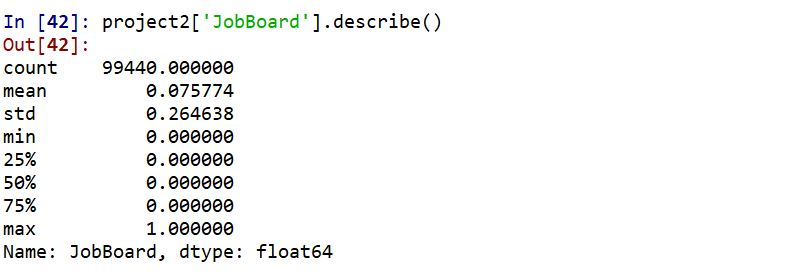 In [42]: project2['JobBoard'].describe()
Out[42]:
count    99440.000000
mean         0.075774
std          0.264638
min          0.000000
25%          0.000000
50%          0.000000
75%          0.000000
max          1.000000
Name: JobBoard, dtype: float64